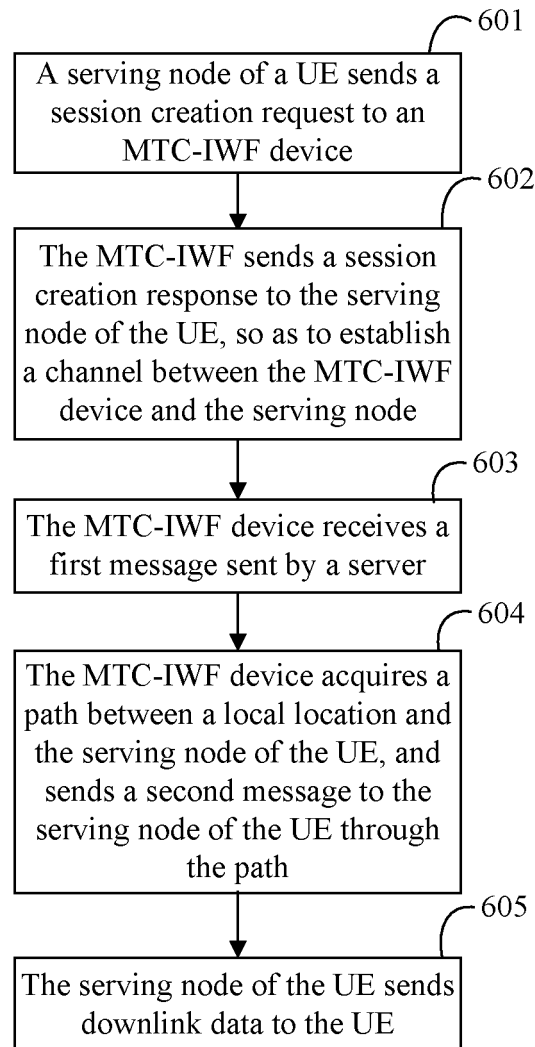 601
A serving node of a UE sends a
session creation request to an
MTC-IWF device
602
The MTC-IWF sends a session
creation response to the serving
node of the UE, so as to establish
a channel between the MTC-IWF
device and the serving node
603
The MTC-IWF device receives a
first message sent by a server
604
The MTC-IWF device acquires a
path between a local location and
the serving node of the UE, and
sends a second message to the
serving node of the UE through
the path
605
The serving node of the UE sends
downlink data to the UE